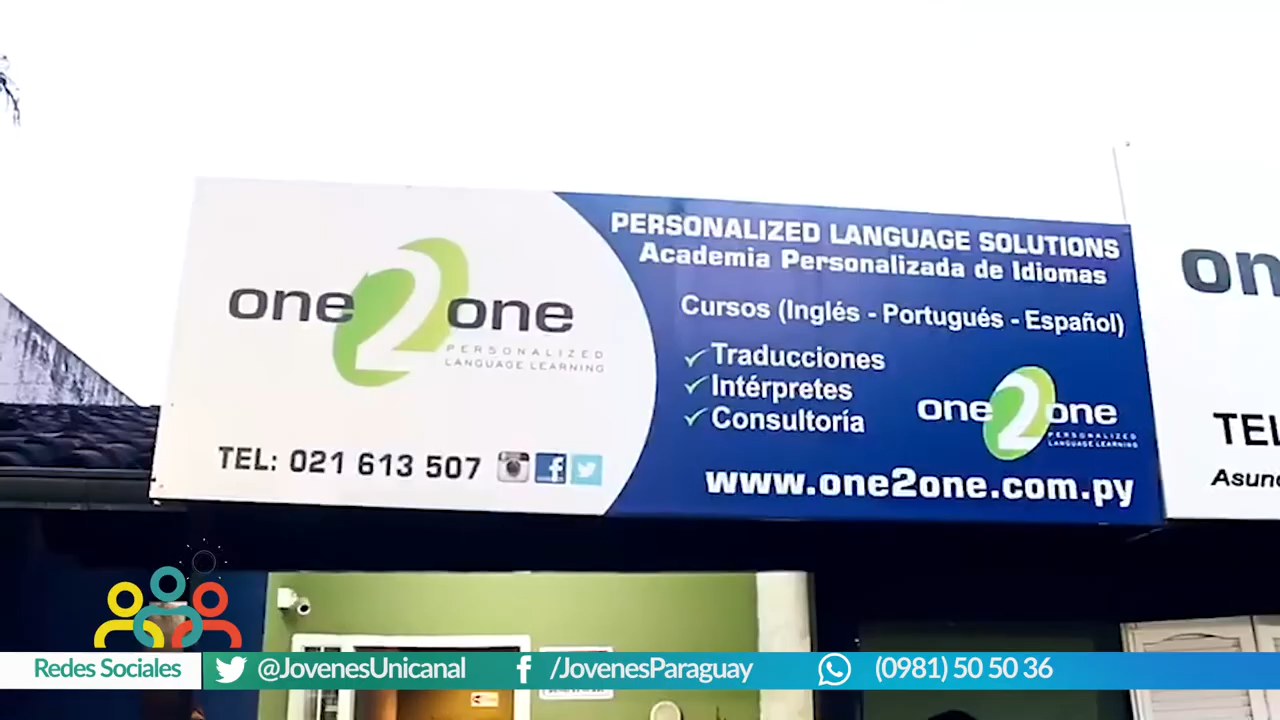 one2one
PERSONALIZED
LANGUAGE LEARNING
TEL: 021 613 507
PERSONALIZED LANGUAGE SOLUTIONS
Academia Personalizada de Idiomas
Cursos (Inglés - Portugués - Español)
Traducciones
Intérpretes
Consultoría
one2one
PERSONALIZED
LANGUAGE LEARNING
www.one2one.com.py
on
TEL
Asun
Redes Sociales
@JovenesUnicanal
/JovenesParaguay
(0981) 50 50 36